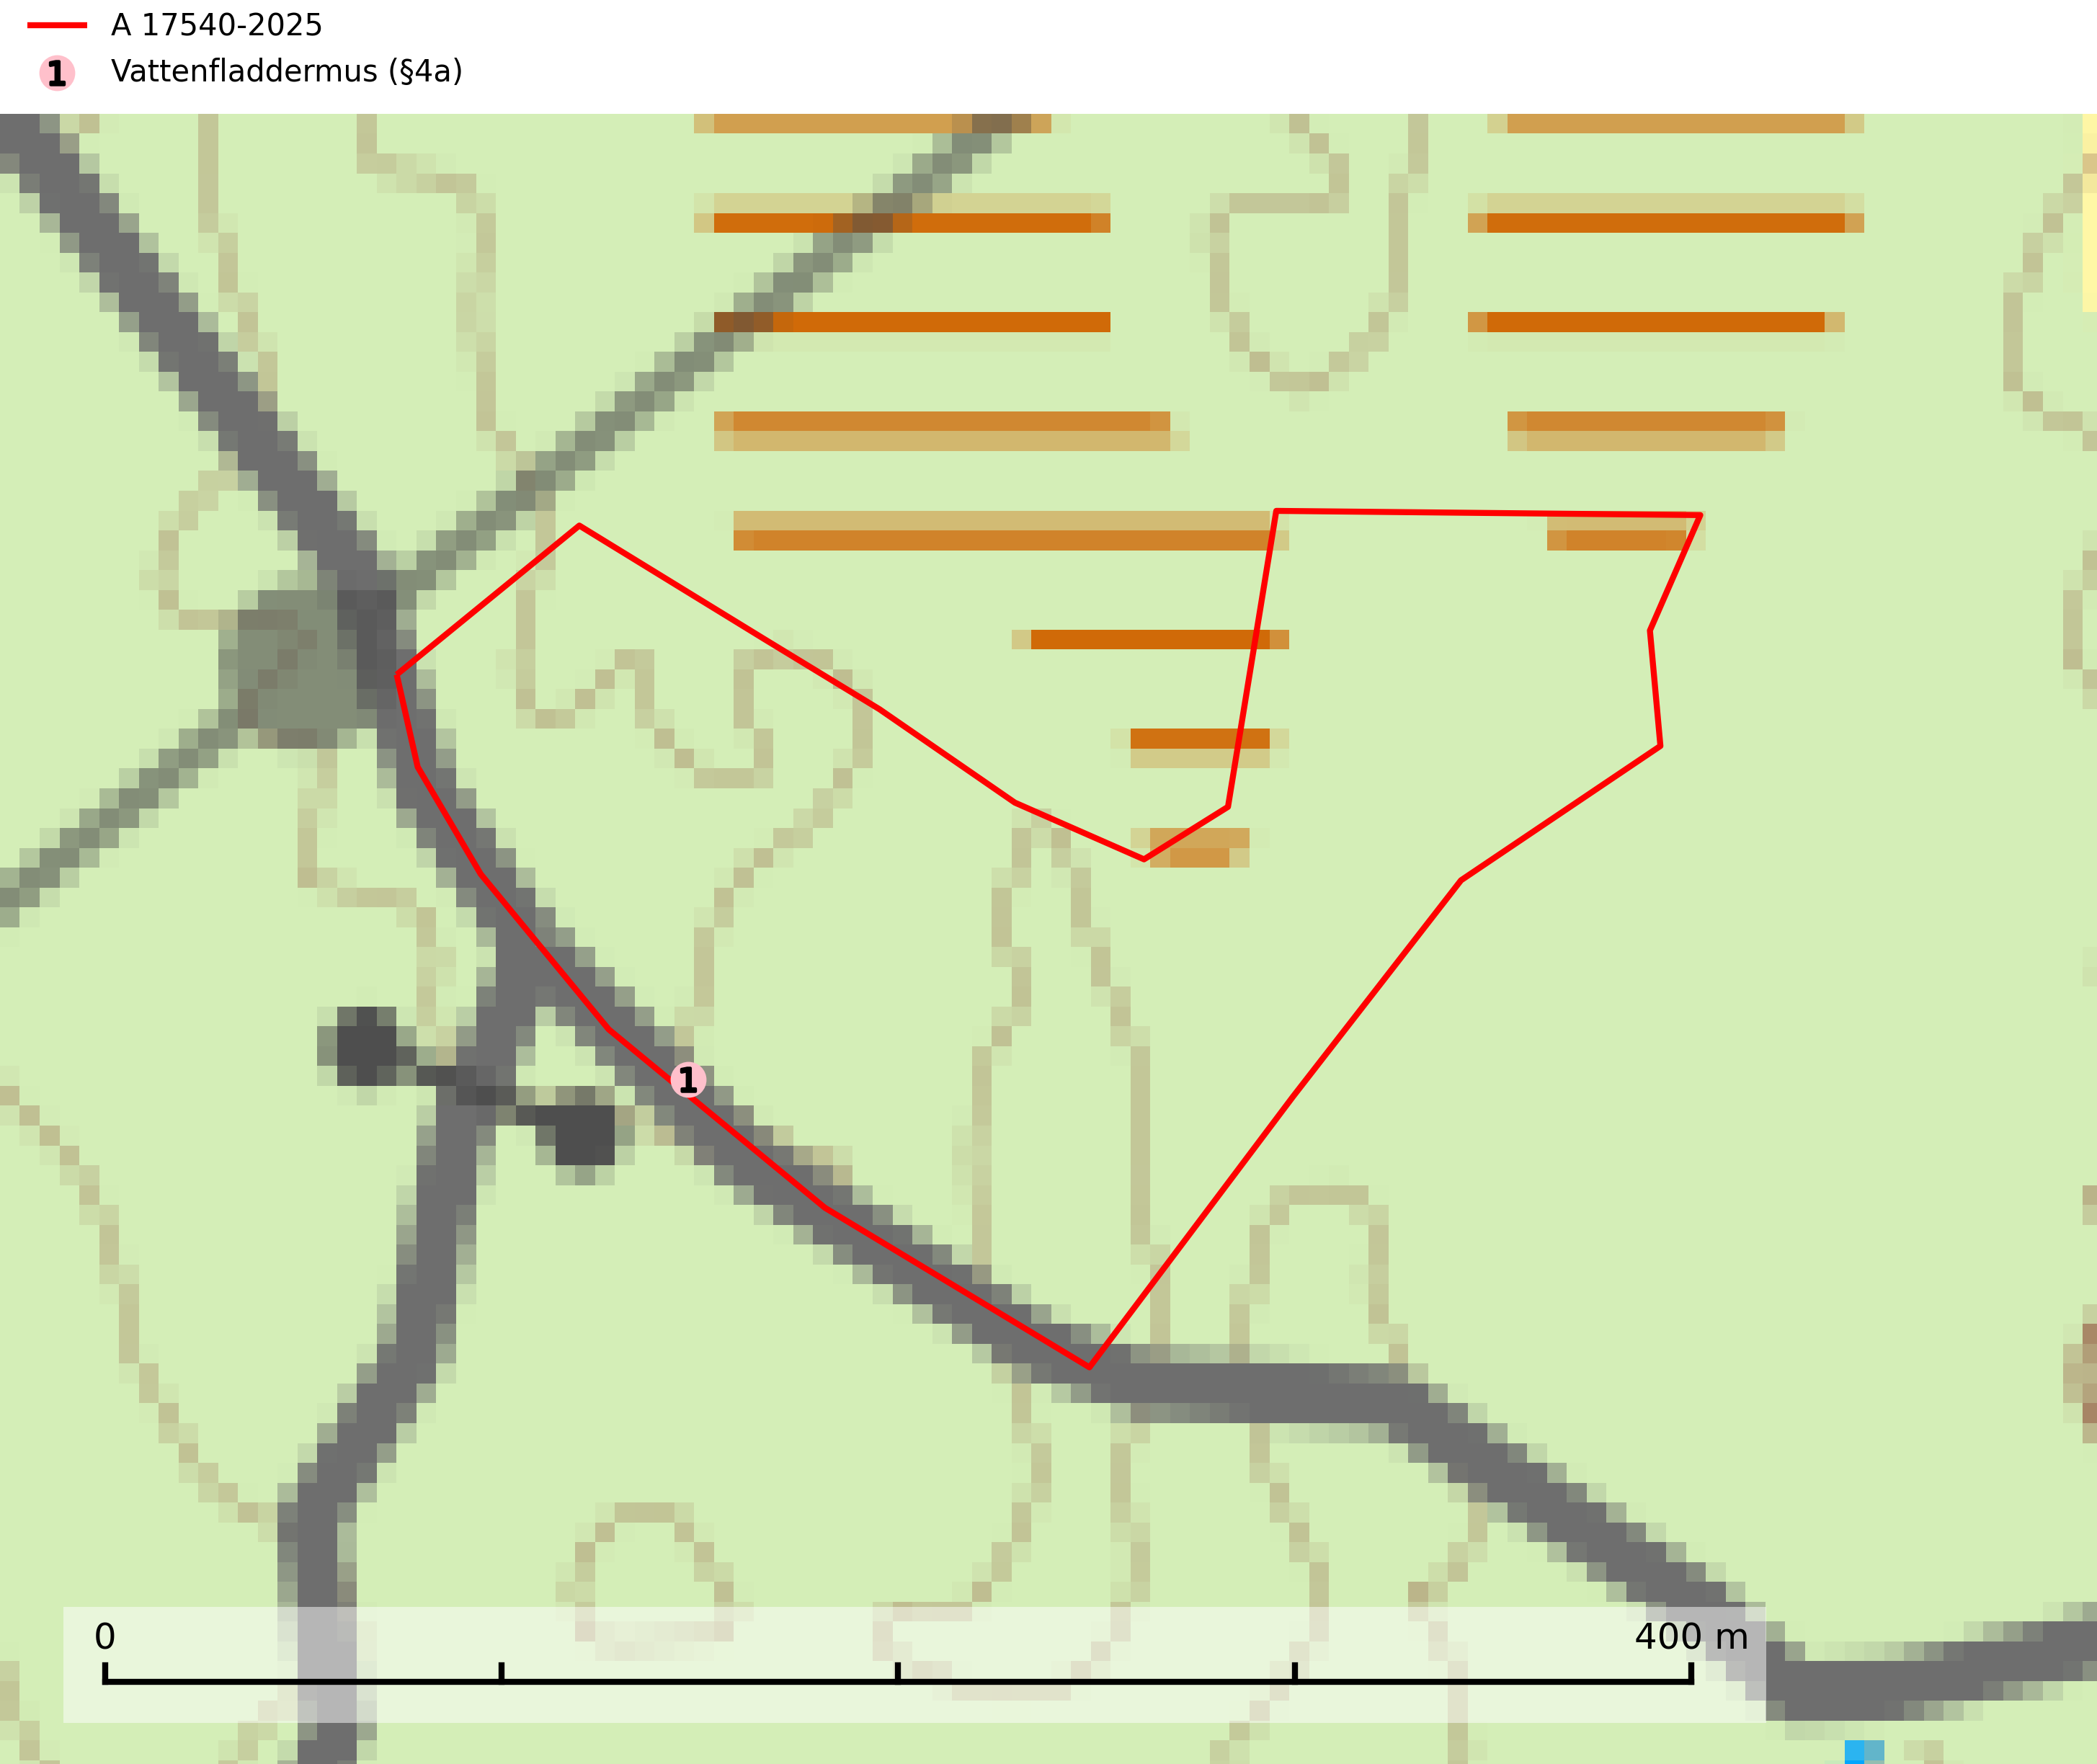 A 17540-2025
1 Vattenfladdermus (§4a)
1
0 400 m